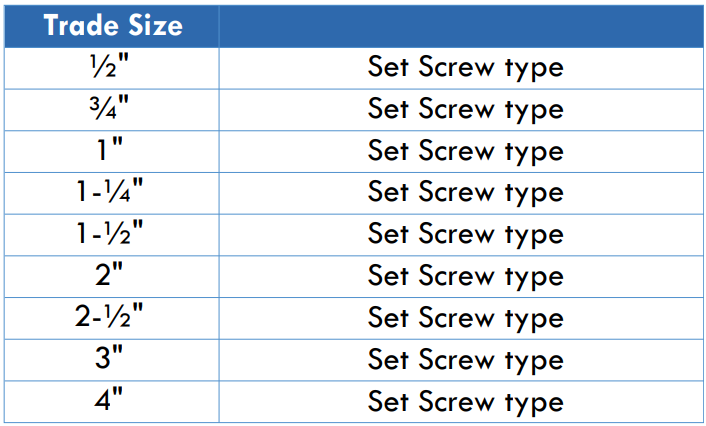 Trade Size
½" Set Screw type
¾" Set Screw type
1" Set Screw type
1-¼" Set Screw type
1-½" Set Screw type
2" Set Screw type
2-½" Set Screw type
3" Set Screw type
4" Set Screw type